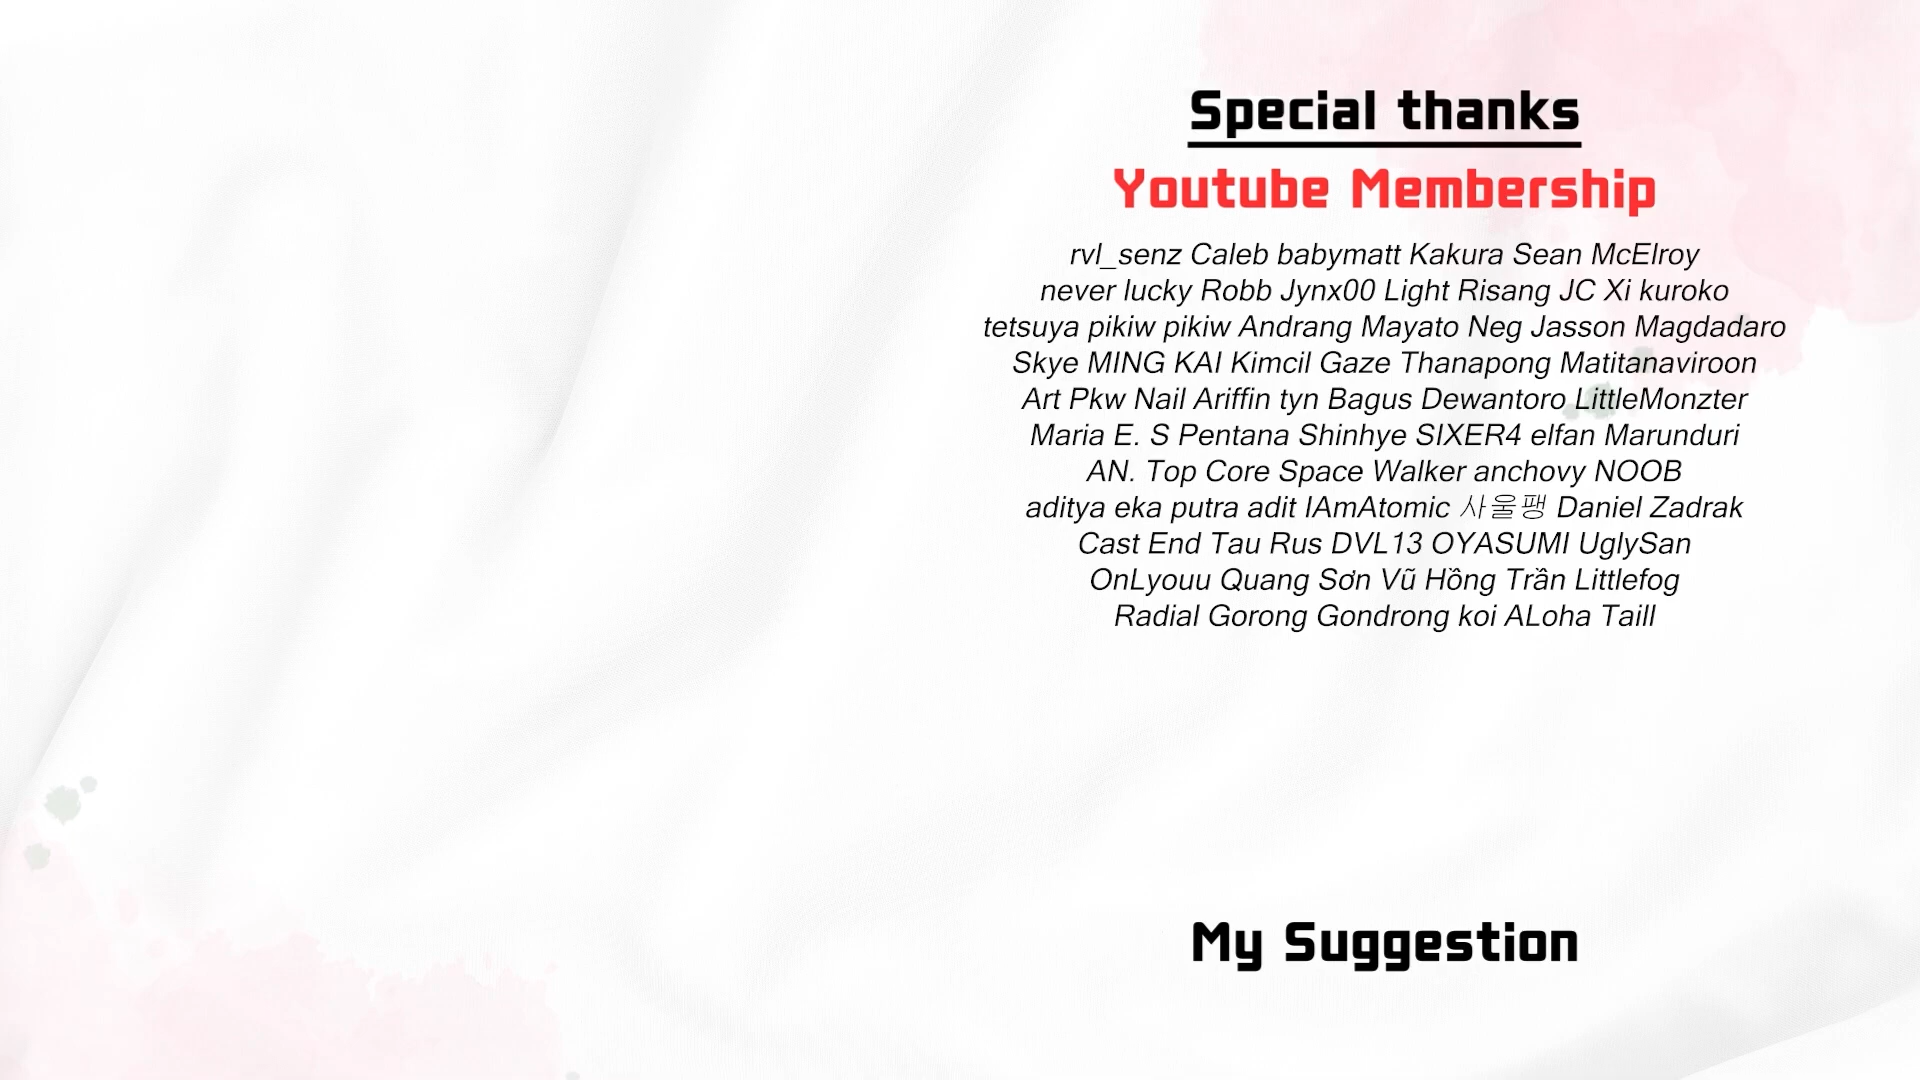 Special thanks
Youtube Membership
rvl_senz Caleb babymatt Kakura Sean McElroy
never lucky Robb Jynx00 Light Risang JC Xi kuroko
tetsuya pikiw pikiw Andrang Mayato Neg Jasson Magdadaro
Skye MING KAI Kimcil Gaze Thanapong Matitanaviroon
Art Pkw Nail Ariffin tyn Bagus Dewantoro LittleMonzter
Maria E. S Pentana Shinhye SIXER4 elfan Marunduri
AN. Top Core Space Walker anchovy NOOB
aditya eka putra adit IAmAtomic 사울팽 Daniel Zadrak
Cast End Tau Rus DVL13 OYASUMI UglySan
OnLyouu Quang Sơn Vũ Hồng Trần Littlefog
Radial Gorong Gondrong koi ALoha Taill
My Suggestion